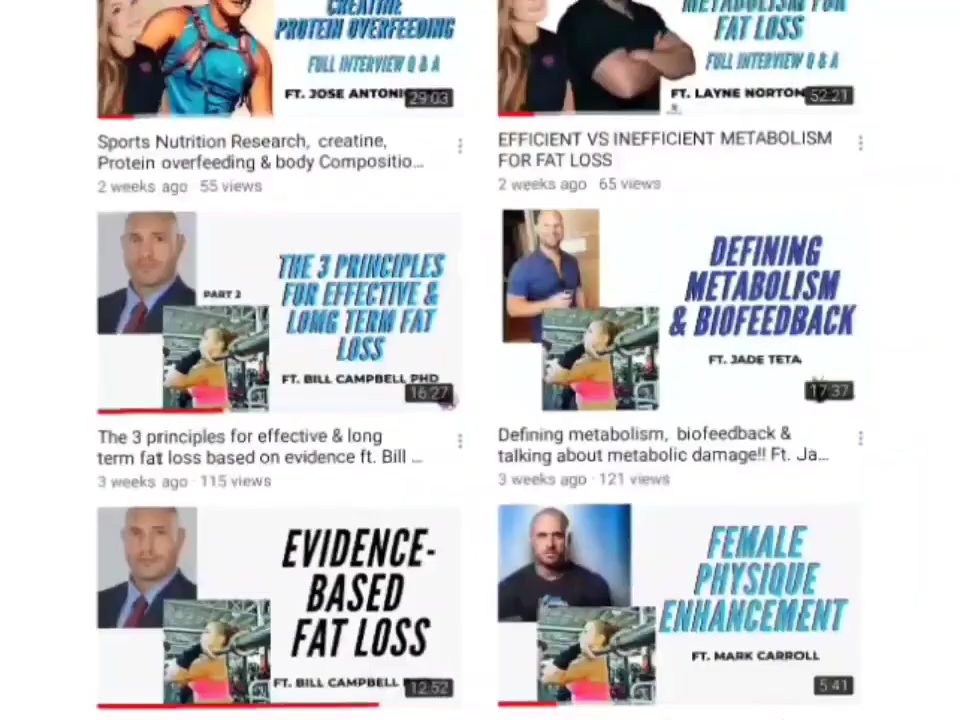 CREATINE
PROTEIN OVERFEEDING
FULL INTERVIEW Q & A
FT. JOSE ANTONIO
29:03
Sports Nutrition Research, creatine,
Protein overfeeding & body Compositio...
2 weeks ago 55 views
METABOLISM FOR
FAT LOSS
FULL INTERVIEW Q & A
FT. LAYNE NORTON
52:21
EFFICIENT VS INEFFICIENT METABOLISM
FOR FAT LOSS
2 weeks ago 65 views
PART 2
THE 3 PRINCIPLES
FOR EFFECTIVE &
LOMG TERM FAT
LOSS
FT. BILL CAMPBELL PHD
16:27
The 3 principles for effective & long
term fat loss based on evidence ft. Bill ...
3 weeks ago · 115 views
DEFINING
METABOLISM
& BIOFEEDBACK
FT. JADE TETA
17:37
Defining metabolism, biofeedback &
talking about metabolic damage!! Ft. Ja...
3 weeks ago · 121 views
EVIDENCE-
BASED
FAT LOSS
FT. BILL CAMPBELL
12:52
FEMALE
PHYSIQUE
ENHANCEMENT
FT. MARK CARROLL
5:41